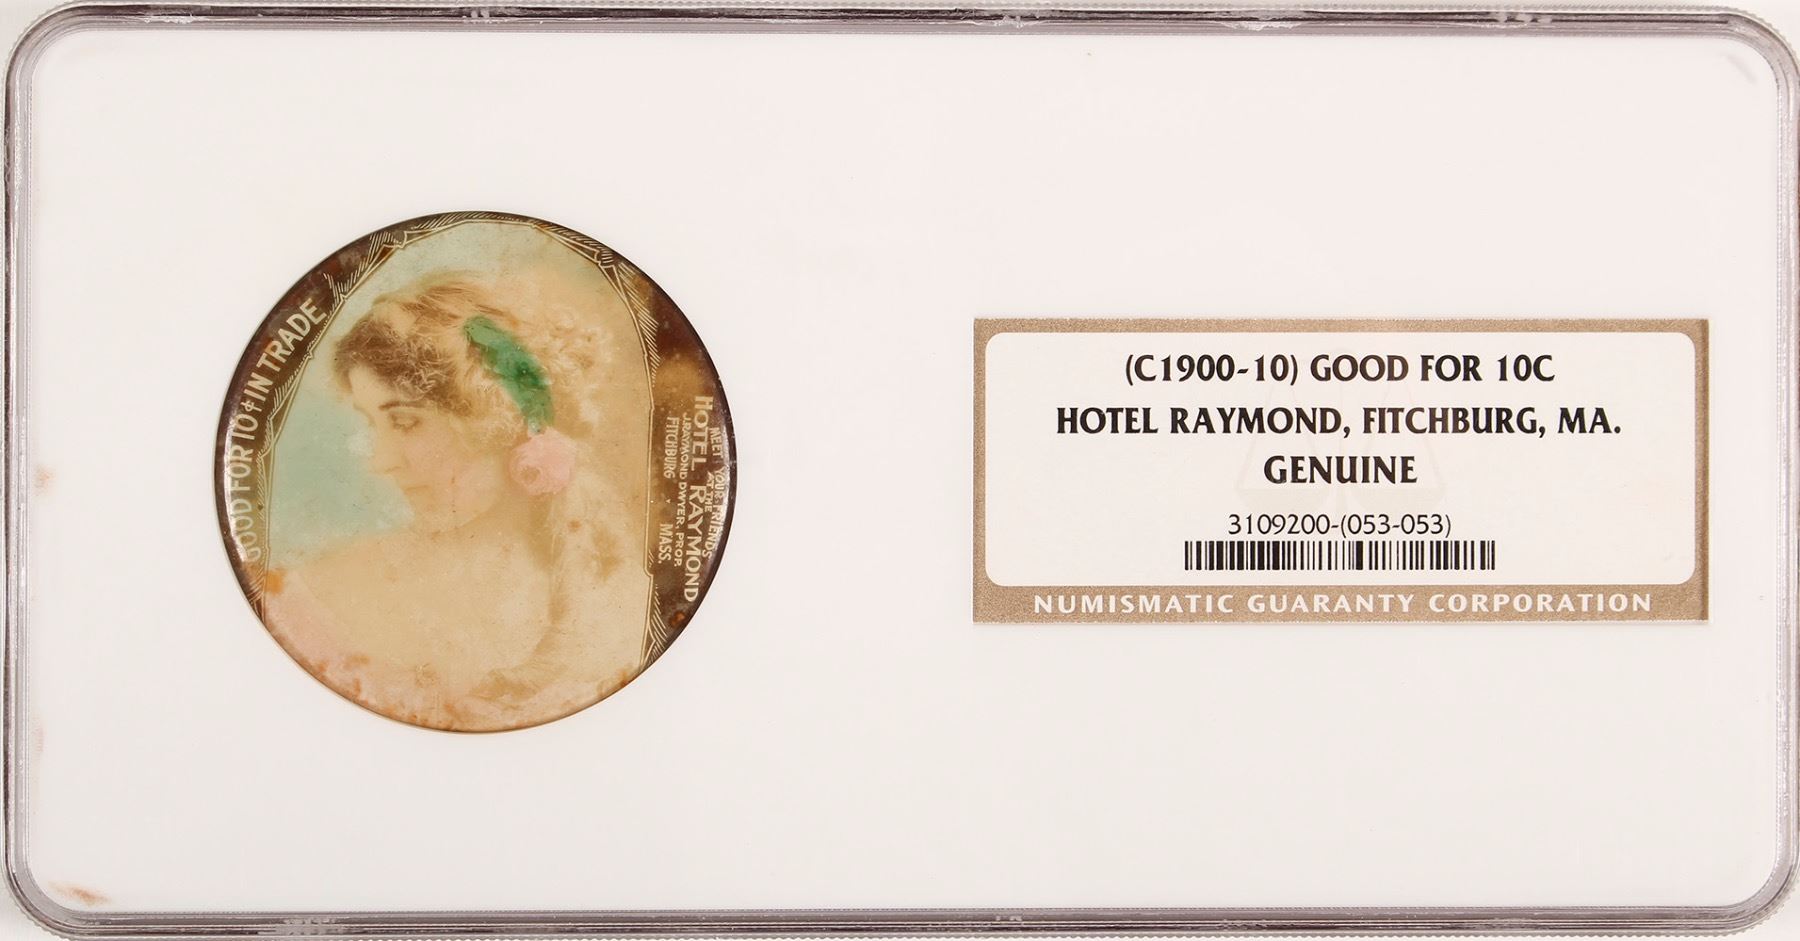 GOOD FOR 10¢ IN TRADE
MEET YOUR FRIENDS
AT THE
HOTEL RAYMOND
J. RAYMOND DWYER, PROP.
FITCHBURG MASS.
(C1900-10) GOOD FOR 10C
HOTEL RAYMOND, FITCHBURG, MA.
GENUINE
3109200-(053-053)
NUMISMATIC GUARANTY CORPORATION